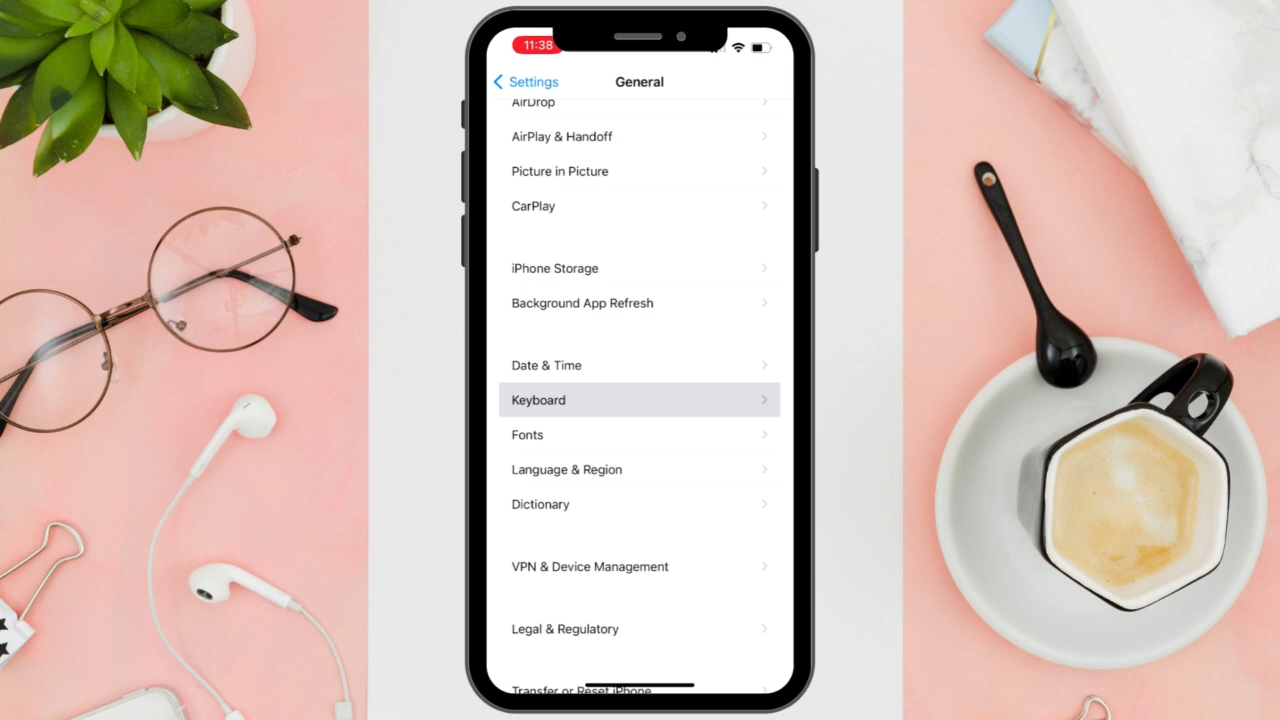 11:38
Settings
General
AirDrop
AirPlay & Handoff
Picture in Picture
CarPlay
iPhone Storage
Background App Refresh
Date & Time
Keyboard
Fonts
Language & Region
Dictionary
VPN & Device Management
Legal & Regulatory
Transfer or Reset iPhone